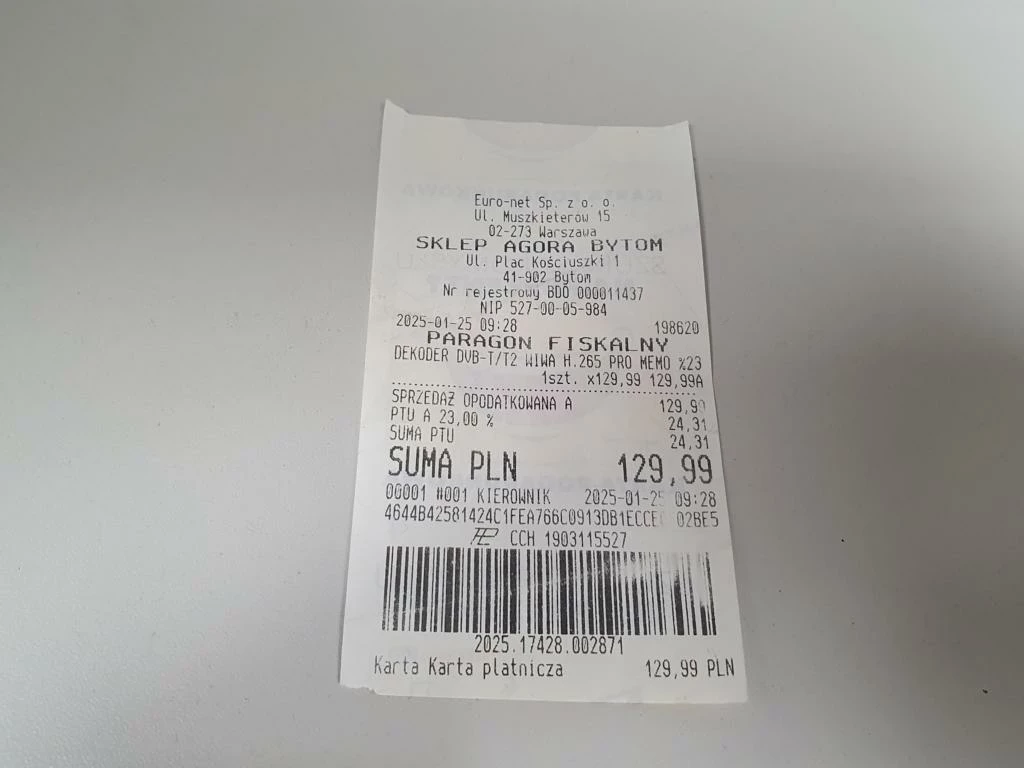 Euro-net Sp. z o. o.
Ul. Muszkieterów 15
02-273 Warszawa
SKLEP AGORA BYTOM
Ul. Plac Kościuszki 1
41-902 Bytom
Nr rejestrowy BDO 000011437
NIP 527-00-05-984
2025-01-25 09:28 198620
PARAGON FISKALNY
DEKODER DVB-T/T2 WIWA H.265 PRO MEMO %23
1szt. x129,99 129,99A
SPRZEDAŻ OPODATKOWANA A 129,99
PTU A 23,00 % 24,31
SUMA PTU 24,31
SUMA PLN 129,99
00001 #001 KIEROWNIK 2025-01-25 09:28
02BE5
CCH 1903115527
2025.17428.002871
Karta Karta płatnicza 129,99 PLN